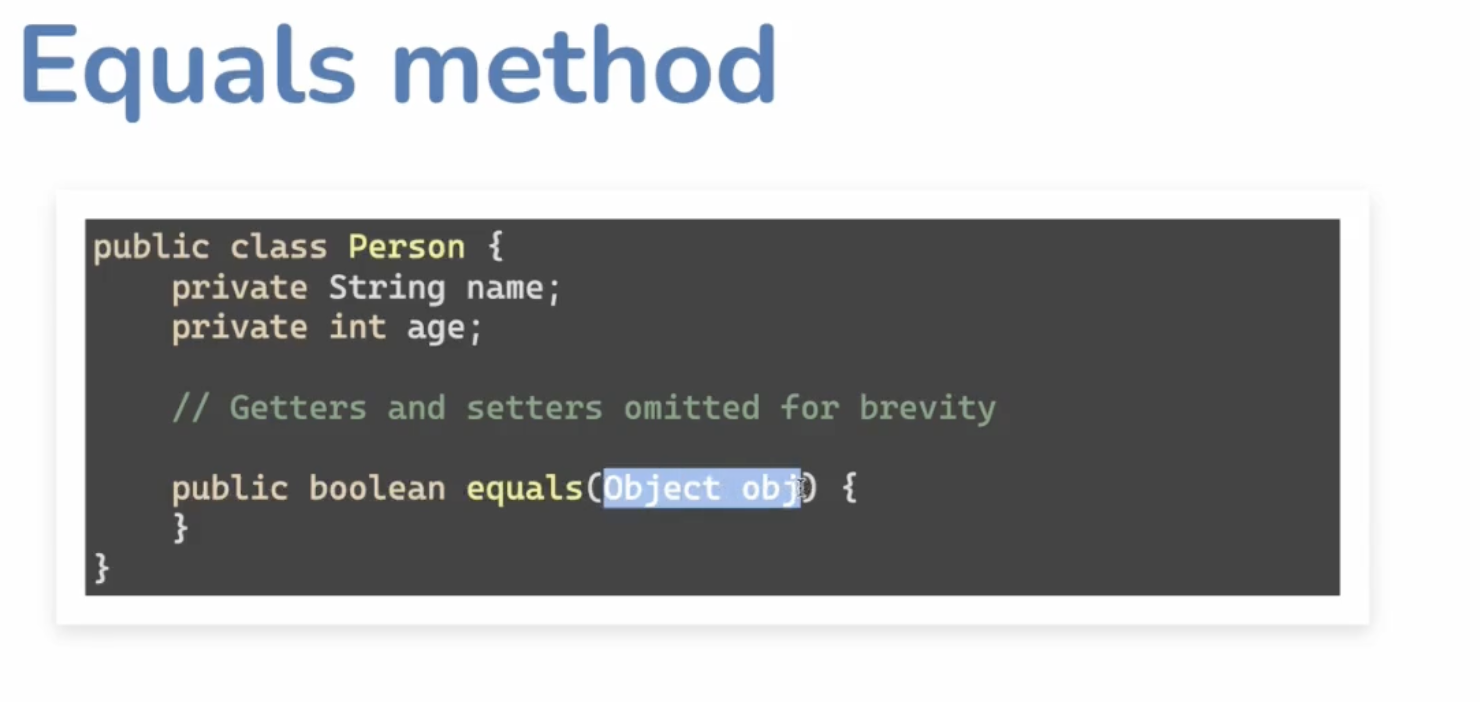 Equals method
public class Person {
    private String name;
    private int age;
    // Getters and setters omitted for brevity
    public boolean equals(Object obj) {
    }
}